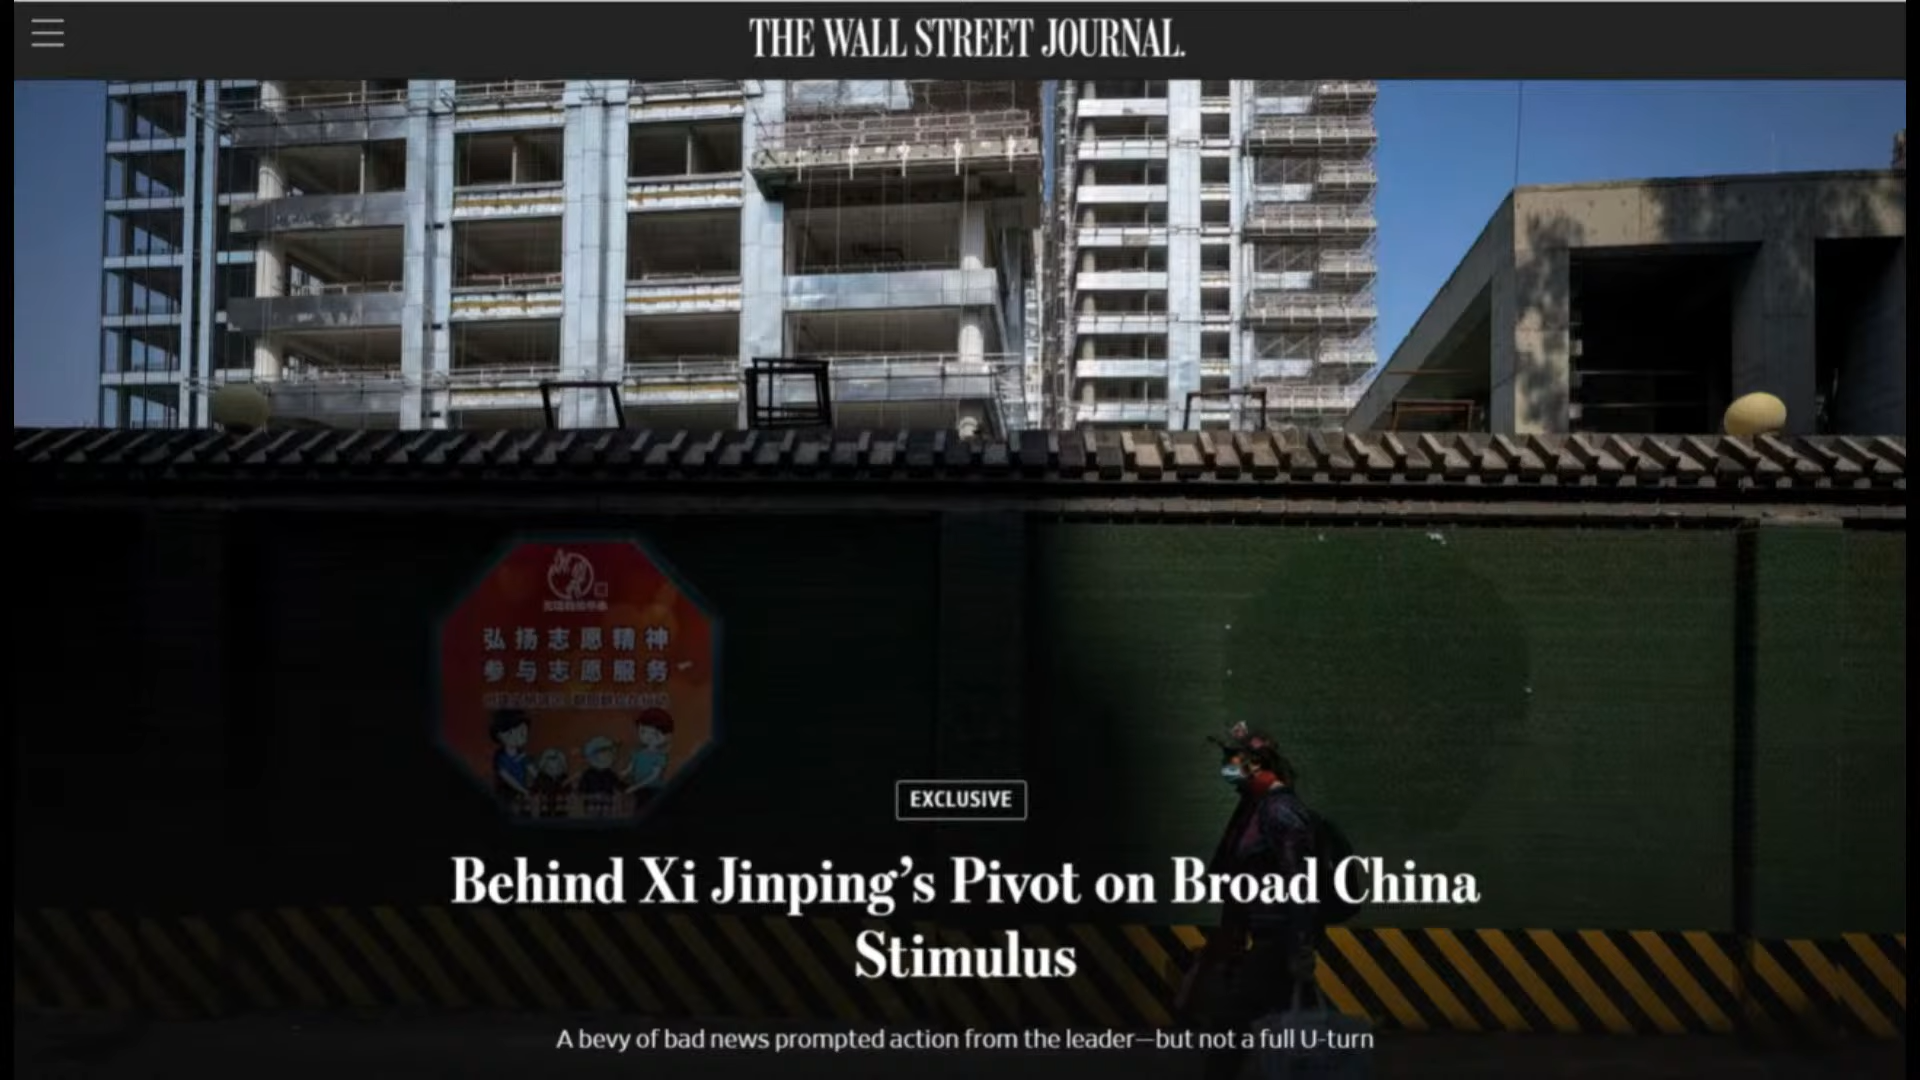 THE WALL STREET JOURNAL.
弘扬志愿精神
参与志愿服务
EXCLUSIVE
Behind Xi Jinping’s Pivot on Broad China
Stimulus
A bevy of bad news prompted action from the leader—but not a full U-turn